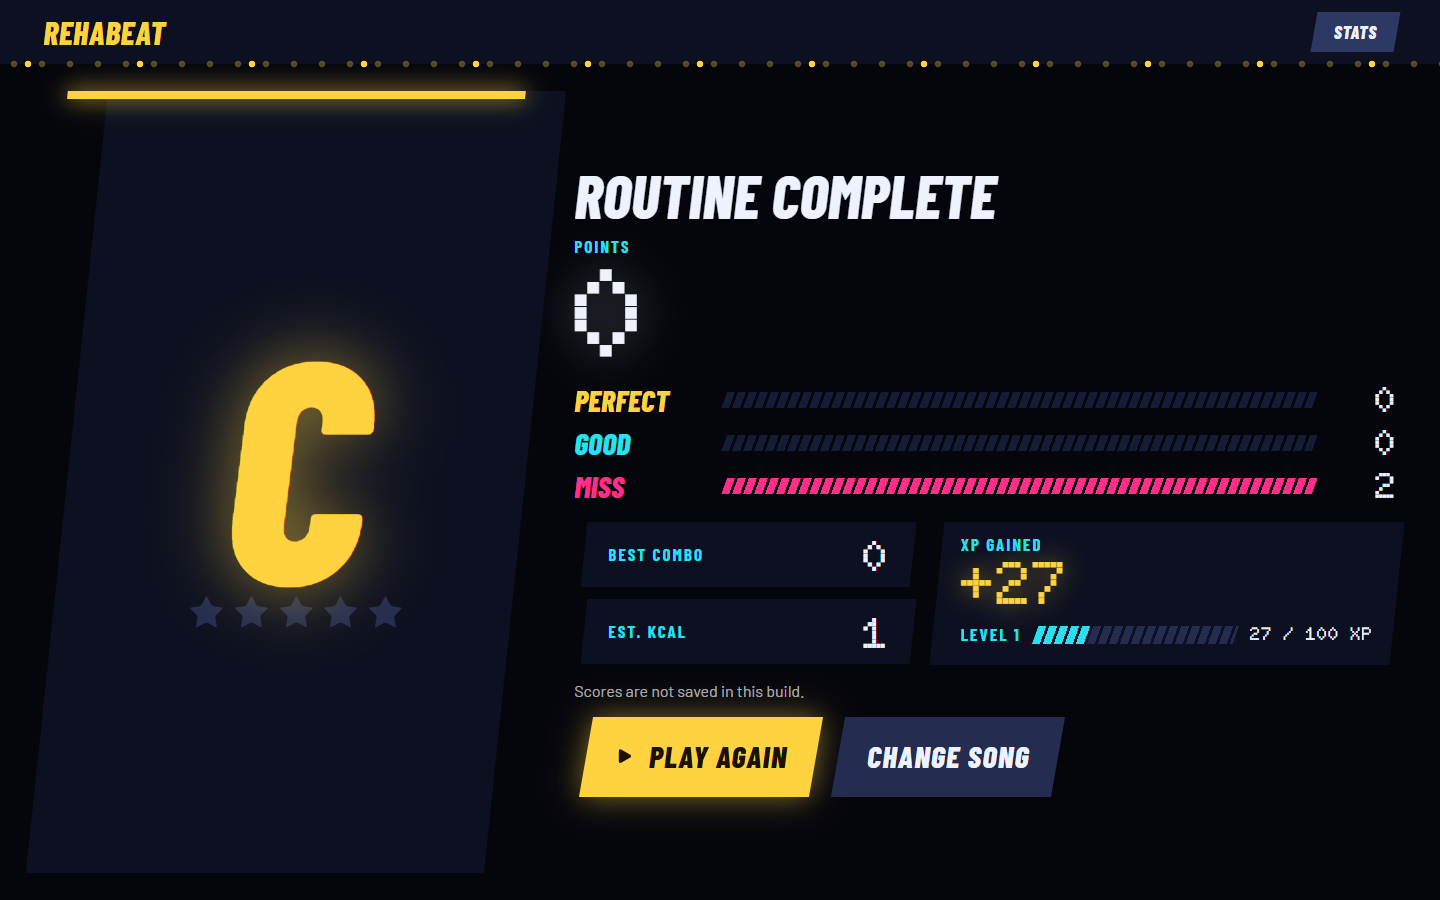 REHABEAT
STATS
C
ROUTINE COMPLETE
POINTS
0
PERFECT 0
GOOD 0
MISS 2
BEST COMBO 0
EST. KCAL 1
XP GAINED
+27
LEVEL 1 27 / 100 XP
Scores are not saved in this build.
PLAY AGAIN
CHANGE SONG